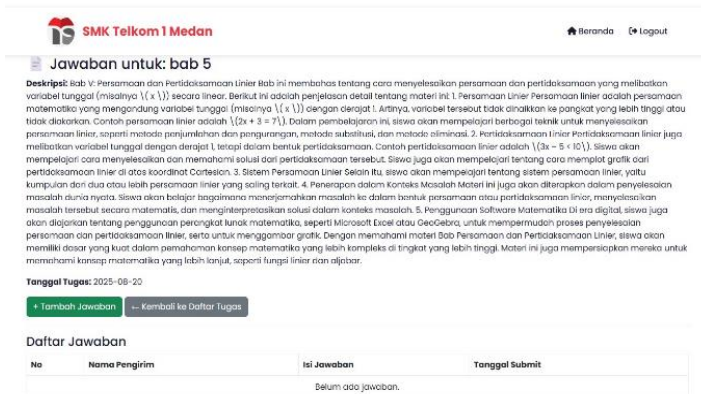 SMK Telkom 1 Medan
Beranda
Logout
Jawaban untuk: bab 5
Deskripsi: Bab V: Persamaan dan Pertidaksamaan Linier Bab ini membahas tentang cara menyelesaikan persamaan dan pertidaksamaan yang melibatkan
variabel tunggal (misalnya \( x \)) secara linear. Berikut ini adalah penjelasan detail tentang materi ini: 1. Persamaan Linier Persamaan linier adalah persamaan
matematika yang mengandung variabel tunggal (misalnya \( x \)) dengan derajat 1. Artinya, variabel tersebut tidak dinaikkan ke pangkat yang lebih tinggi atau
tidak diakarkan. Contoh persamaan linier adalah \(2x + 3 = 7\). Dalam pembelajaran ini, siswa akan mempelajari berbagai teknik untuk menyelesaikan
persamaan linier, seperti metode penjumlahan dan pengurangan, metode substitusi, dan metode eliminasi. 2. Pertidaksamaan Linier Pertidaksamaan linier juga
melibatkan variabel tunggal dengan derajat 1, tetapi dalam bentuk pertidaksamaan. Contoh pertidaksamaan linier adalah \(3x - 5 < 10\). Siswa akan
mempelajari cara menyelesaikan dan memahami solusi dari pertidaksamaan tersebut. Siswa juga akan mempelajari tentang cara memplot grafik dari
pertidaksamaan linier di atas koordinat Cartesian. 3. Sistem Persamaan Linier Selain itu, siswa akan mempelajari tentang sistem persamaan linier, yaitu
kumpulan dari dua atau lebih persamaan linier yang saling terkait. 4. Penerapan dalam Konteks Masalah Materi ini juga akan diterapkan dalam penyelesaian
masalah dunia nyata. Siswa akan belajar bagaimana menerjemahkan masalah ke dalam bentuk persamaan atau pertidaksamaan linier, menyelesaikan
masalah tersebut secara matematis, dan menginterpretasikan solusi dalam konteks masalah. 5. Penggunaan Software Matematika Di era digital, siswa juga
akan diajarkan tentang penggunaan perangkat lunak matematika, seperti Microsoft Excel atau GeoGebra, untuk mempermudah proses penyelesaian
persamaan dan pertidaksamaan linier, serta untuk menggambar grafik. Dengan memahami materi Bab Persamaan dan Pertidaksamaan Linier, siswa akan
memiliki dasar yang kuat dalam pemahaman konsep matematika yang lebih kompleks di tingkat yang lebih tinggi. Materi ini juga mempersiapkan mereka untuk
memahami konsep matematika yang lebih lanjut, seperti fungsi linier dan aljabar.
Tanggal Tugas: 2025-08-20
+ Tambah Jawaban
← Kembali ke Daftar Tugas
Daftar Jawaban
No Nama Pengirim Isi Jawaban Tanggal Submit
Belum ada jawaban.